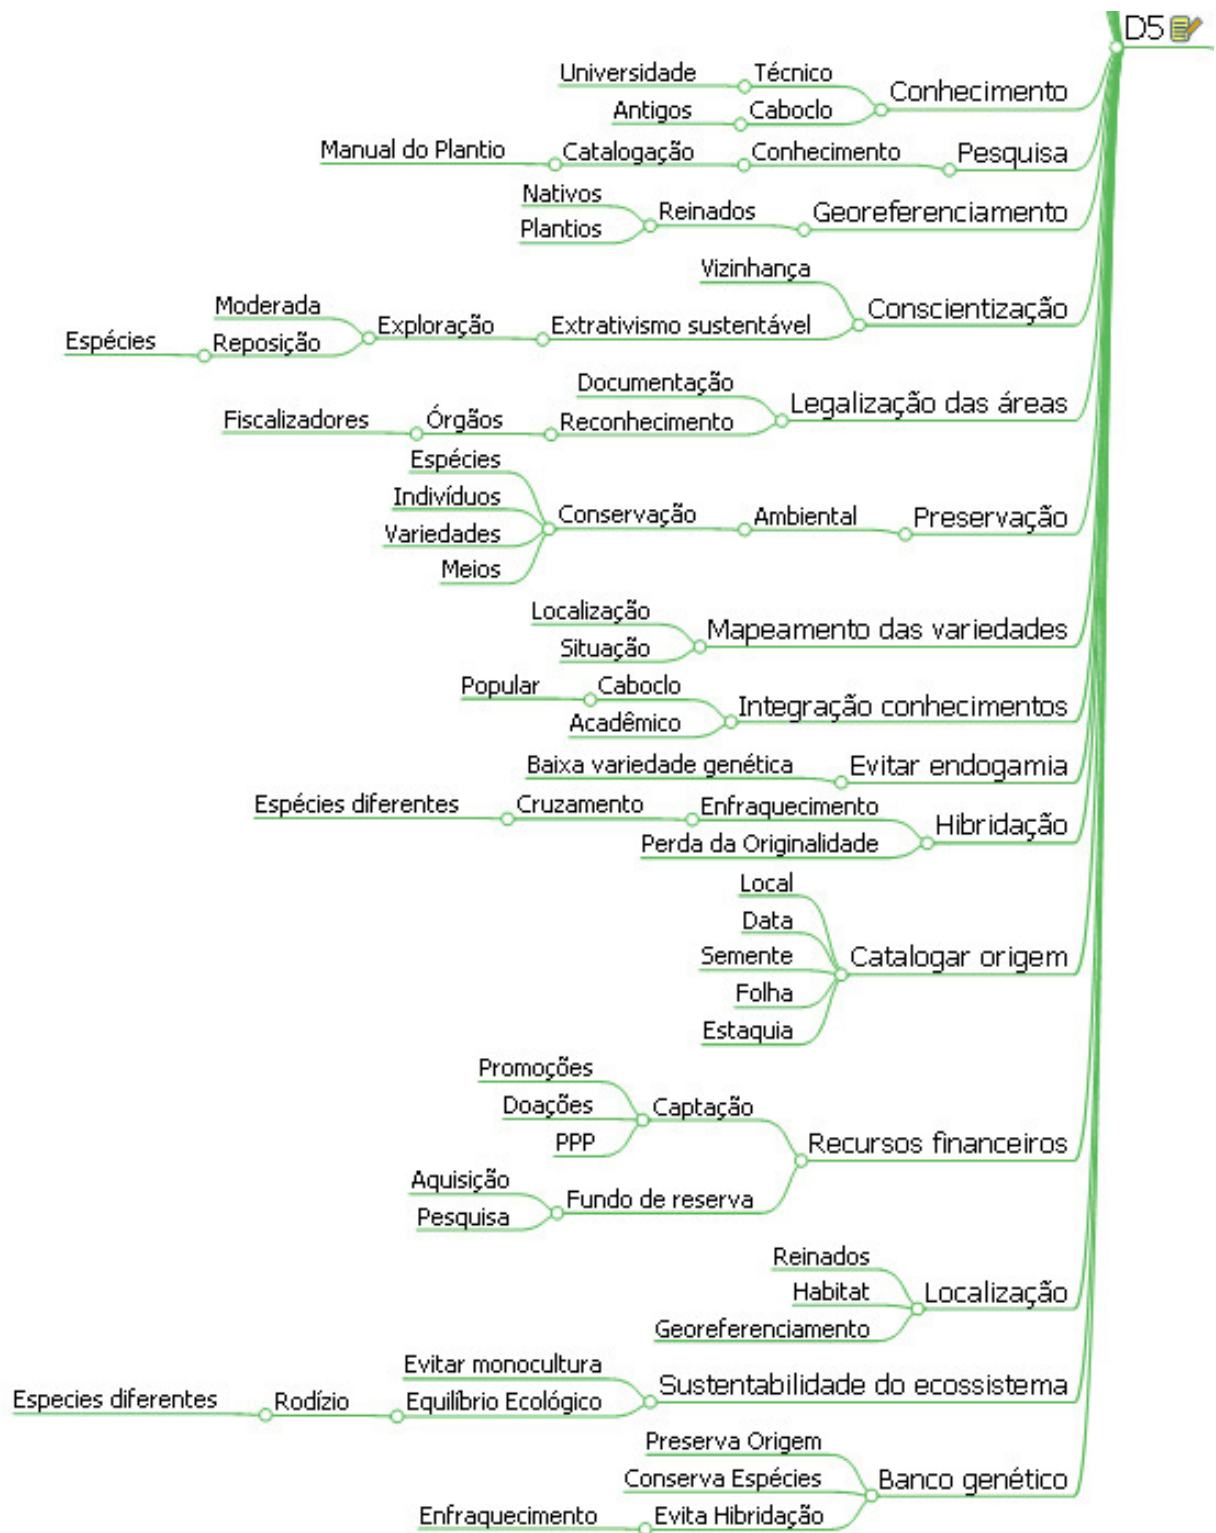 D5
Universidade
Técnico
Conhecimento
Antigos
Caboclo
Manual do Plantio
Catalogação
Conhecimento
Pesquisa
Nativos
Plantios
Reinados
Georeferenciamento
Vizinhança
Conscientização
Moderada
Espécies
Reposição
Exploração
Extrativismo sustentável
Documentação
Legalização das áreas
Fiscalizadores
Órgãos
Reconhecimento
Espécies
Indivíduos
Variedades
Meios
Conservação
Ambiental
Preservação
Localização
Situação
Mapeamento das variedades
Popular
Caboclo
Acadêmico
Integração conhecimentos
Baixa variedade genética
Evitar endogamia
Espécies diferentes
Cruzamento
Enfraquecimento
Perda da Originalidade
Hibridação
Local
Data
Semente
Folha
Estaquia
Catalogar origem
Promoções
Doações
PPP
Captação
Recursos financeiros
Aquisição
Pesquisa
Fundo de reserva
Reinados
Habitat
Georeferenciamento
Localização
Evitar monocultura
Especies diferentes
Rodízio
Equilíbrio Ecológico
Sustentabilidade do ecossistema
Preserva Origem
Conserva Espécies
Enfraquecimento
Evita Hibridação
Banco genético